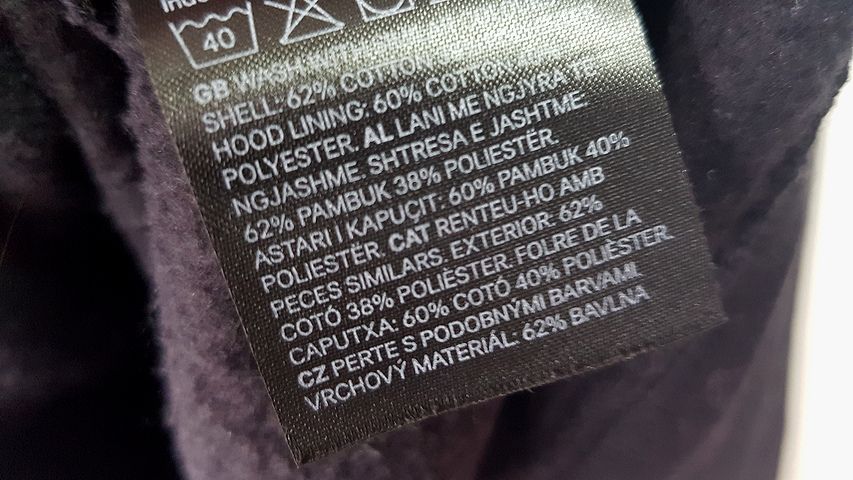 40
GB WASH WITH
SHELL: 62% COTTON
HOOD LINING: 60% COTTON
POLYESTER. AL LANI ME NGJYRA TË
NGJASHME. SHTRESA E JASHTME:
62% PAMBUK 38% POLIESTËR.
ASTARI I KAPUÇIT: 60% PAMBUK 40%
POLIESTËR. CAT RENTEU-HO AMB
PECES SIMILARS. EXTERIOR: 62%
COTÓ 38% POLIÈSTER. FOLRE DE LA
CAPUTXA: 60% COTÓ 40% POLIÈSTER.
CZ PERTE S PODOBNÝMI BARVAMI.
VRCHOVÝ MATERIÁL: 62% BAVLNA